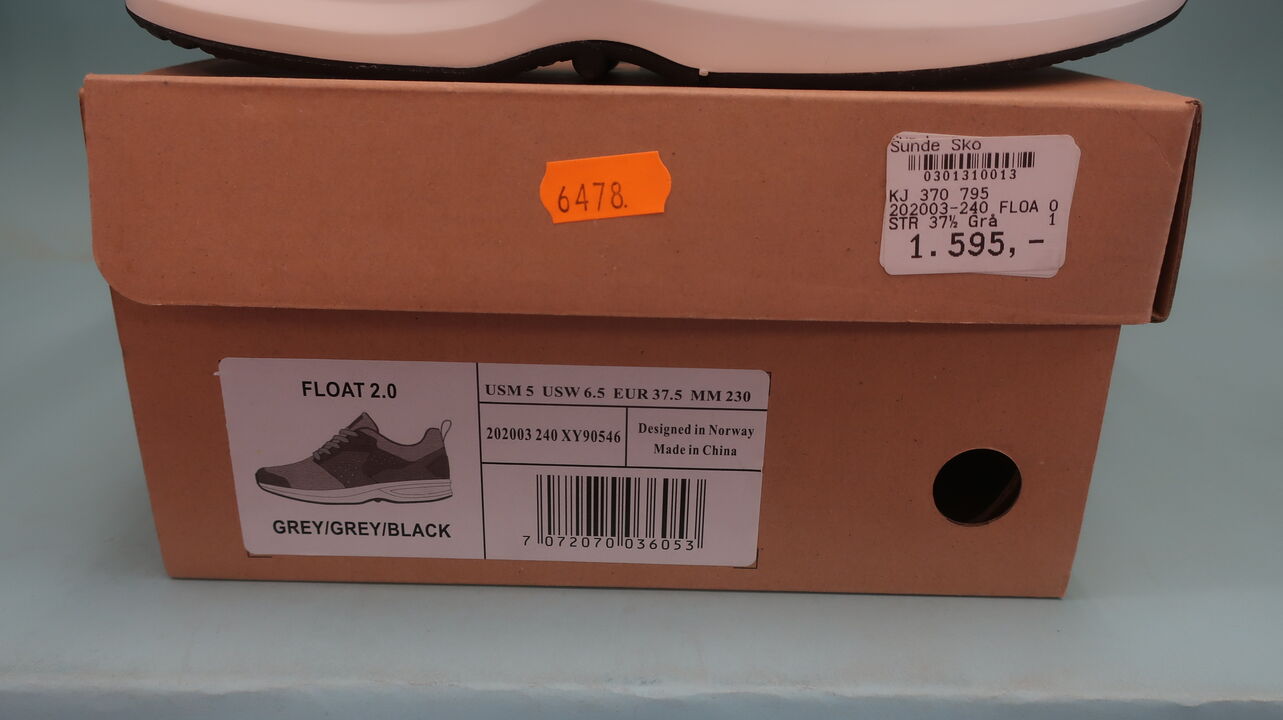 Sunde Sko
0301310013
KJ 370 795
202003-240 FLOA 0
STR 37½ Grå 1
1.595,-
6478.
FLOAT 2.0
GREY/GREY/BLACK
USM 5 USW 6.5 EUR 37.5 MM 230
202003 240 XY90546
Designed in Norway
Made in China
7 072070 036053